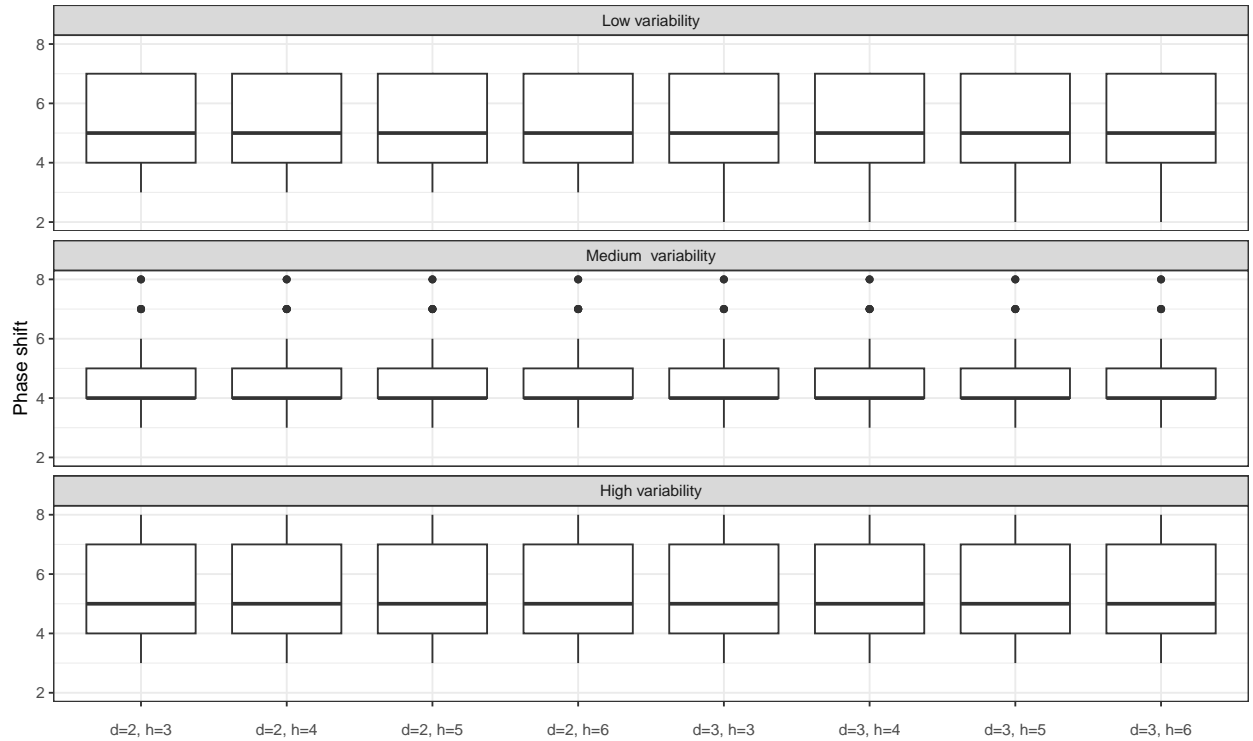 Low variability
8
6
4
2
Medium  variability
8
6
4
2
Phase shift
High variability
8
6
4
2
d=2, h=3 d=2, h=4 d=2, h=5 d=2, h=6 d=3, h=3 d=3, h=4 d=3, h=5 d=3, h=6